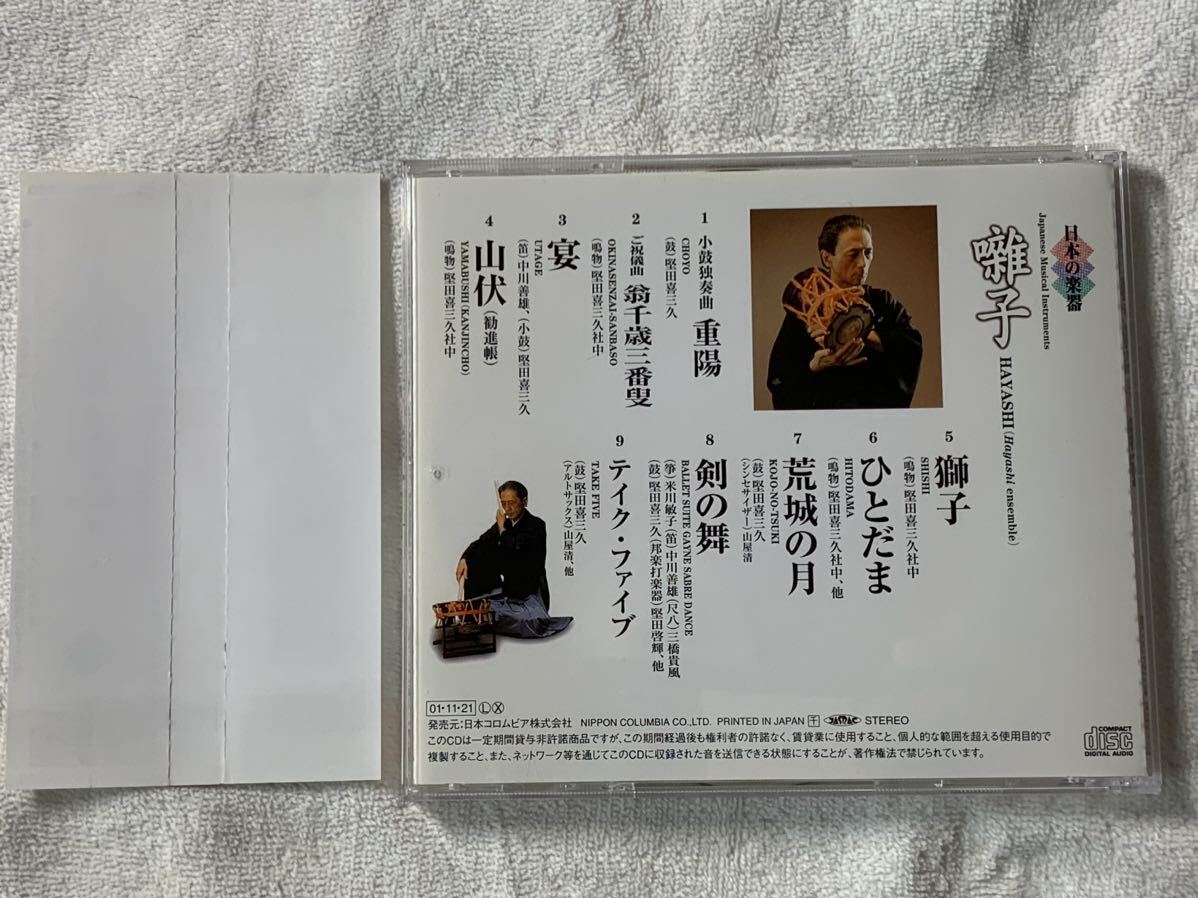 日本の楽器
Japanese Musical Instruments
囃子 HAYASHI (Hayashi ensemble)
1 小鼓独奏曲 重陽
CHOYO
(鼓)堅田喜三久
2 ご祝儀曲 翁千歳三番叟
OKINASENZAI-SANBASO
(鳴物)堅田喜三久社中
3 宴
UTAGE
(笛)中川善雄、(小鼓)堅田喜三久
4 山伏(勧進帳)
YAMABUSHI (KANJINCHO)
(鳴物)堅田喜三久社中
5 獅子
SHISHI
(鳴物)堅田喜三久社中
6 ひとだま
HITODAMA
(鳴物)堅田喜三久社中、他
7 荒城の月
KOJO-NO-TSUKI
(鼓)堅田喜三久
(シンセサイザー)山屋清
8 剣の舞
BALLET SUITE GAYNE SABRE DANCE
(箏)米川敏子(笛)中川善雄(尺八)三橋貴風
(鼓)堅田喜三久(邦楽打楽器)堅田啓輝、他
9 テイク・ファイブ
TAKE FIVE
(鼓)堅田喜三久
(アルトサックス)山屋清、他
01・11・21 Ⓛ Ⓧ
発売元:日本コロムビア株式会社 NIPPON COLUMBIA CO.,LTD. PRINTED IN JAPAN 干 JASRAC STEREO
このCDは一定期間貸与非許諾商品ですが、この期間経過後も権利者の許諾なく、賃貸業に使用すること、個人的な範囲を超える使用目的で
複製すること、また、ネットワーク等を通じてこのCDに収録された音を送信できる状態にすることが、著作権法で禁じられています。
COMPACT
disc
DIGITAL AUDIO